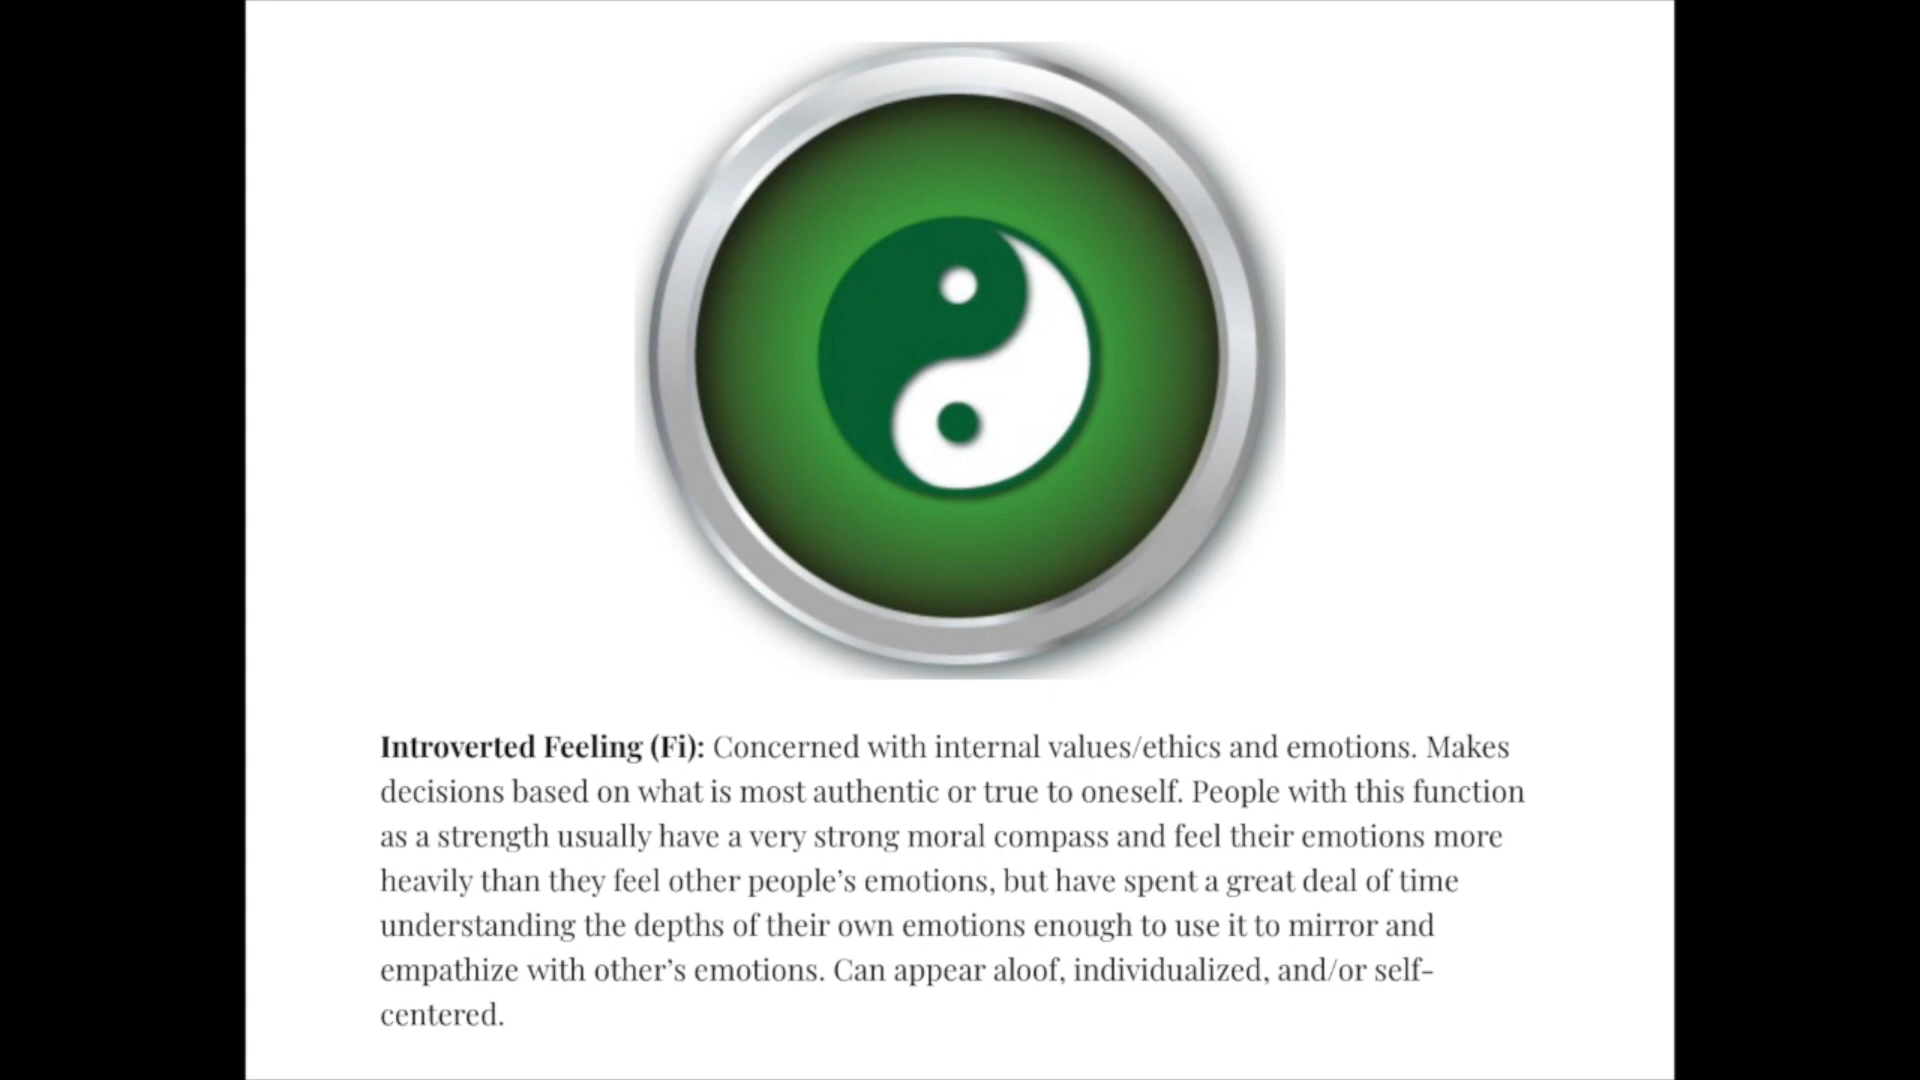 Introverted Feeling (Fi): Concerned with internal values/ethics and emotions. Makes
decisions based on what is most authentic or true to oneself. People with this function
as a strength usually have a very strong moral compass and feel their emotions more
heavily than they feel other people’s emotions, but have spent a great deal of time
understanding the depths of their own emotions enough to use it to mirror and
empathize with other’s emotions. Can appear aloof, individualized, and/or self-
centered.